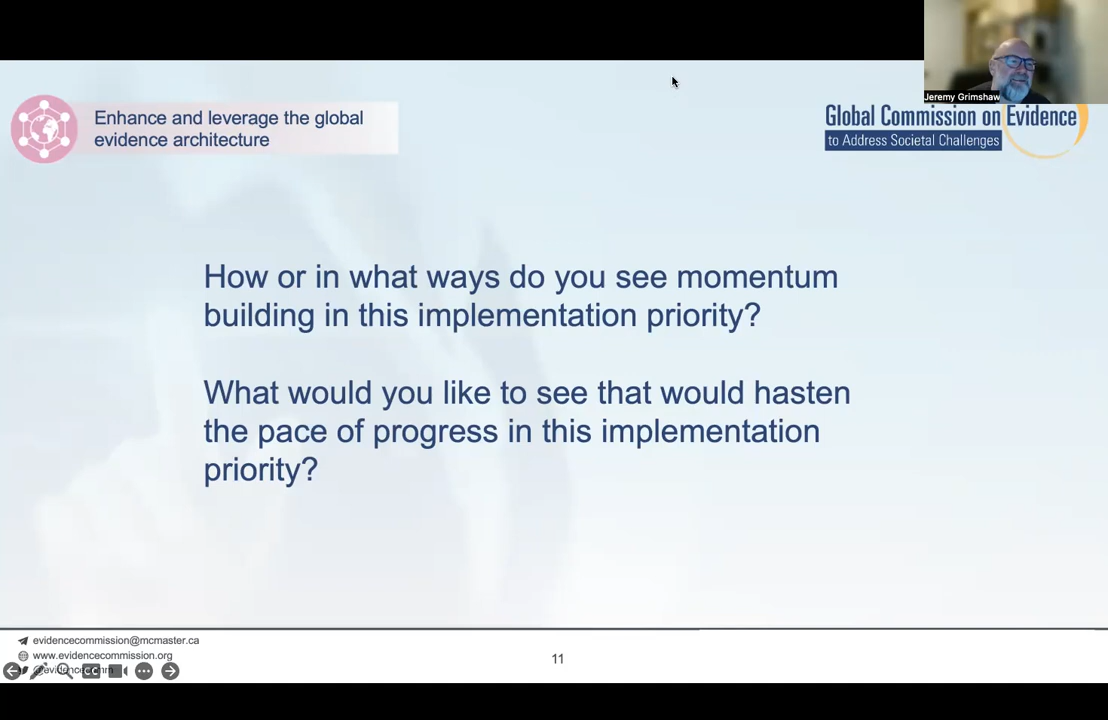 Jeremy Grimshaw
Enhance and leverage the global
evidence architecture
Global Commission on Evidence
to Address Societal Challenges
How or in what ways do you see momentum
building in this implementation priority?
What would you like to see that would hasten
the pace of progress in this implementation
priority?
evidencecommission@mcmaster.ca
www.evidencecommission.org
11